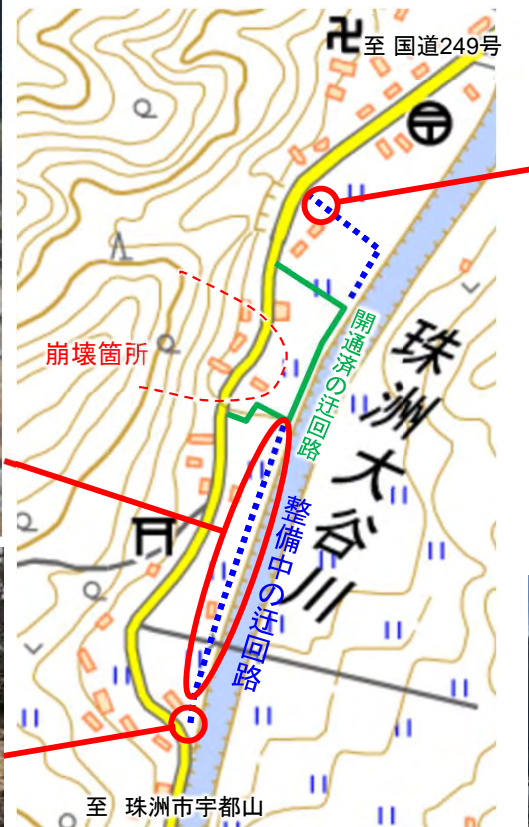 至 国道249号
崩壊箇所
開通済の迂回路
珠洲大谷川
整備中の迂回路
至 珠洲市宇都山